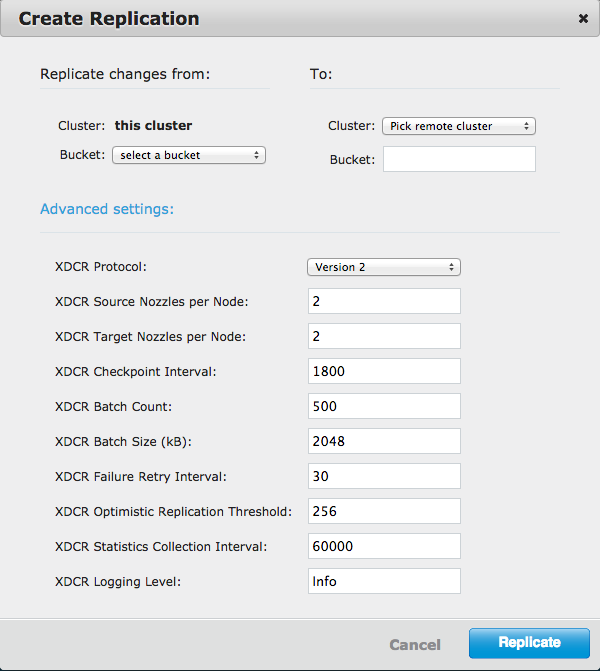 Create Replication
Replicate changes from:
To:
Cluster: this cluster
Cluster: Pick remote cluster
Bucket: select a bucket
Bucket:
Advanced settings:
XDCR Protocol: Version 2
XDCR Source Nozzles per Node: 2
XDCR Target Nozzles per Node: 2
XDCR Checkpoint Interval: 1800
XDCR Batch Count: 500
XDCR Batch Size (kB): 2048
XDCR Failure Retry Interval: 30
XDCR Optimistic Replication Threshold: 256
XDCR Statistics Collection Interval: 60000
XDCR Logging Level: Info
Cancel
Replicate